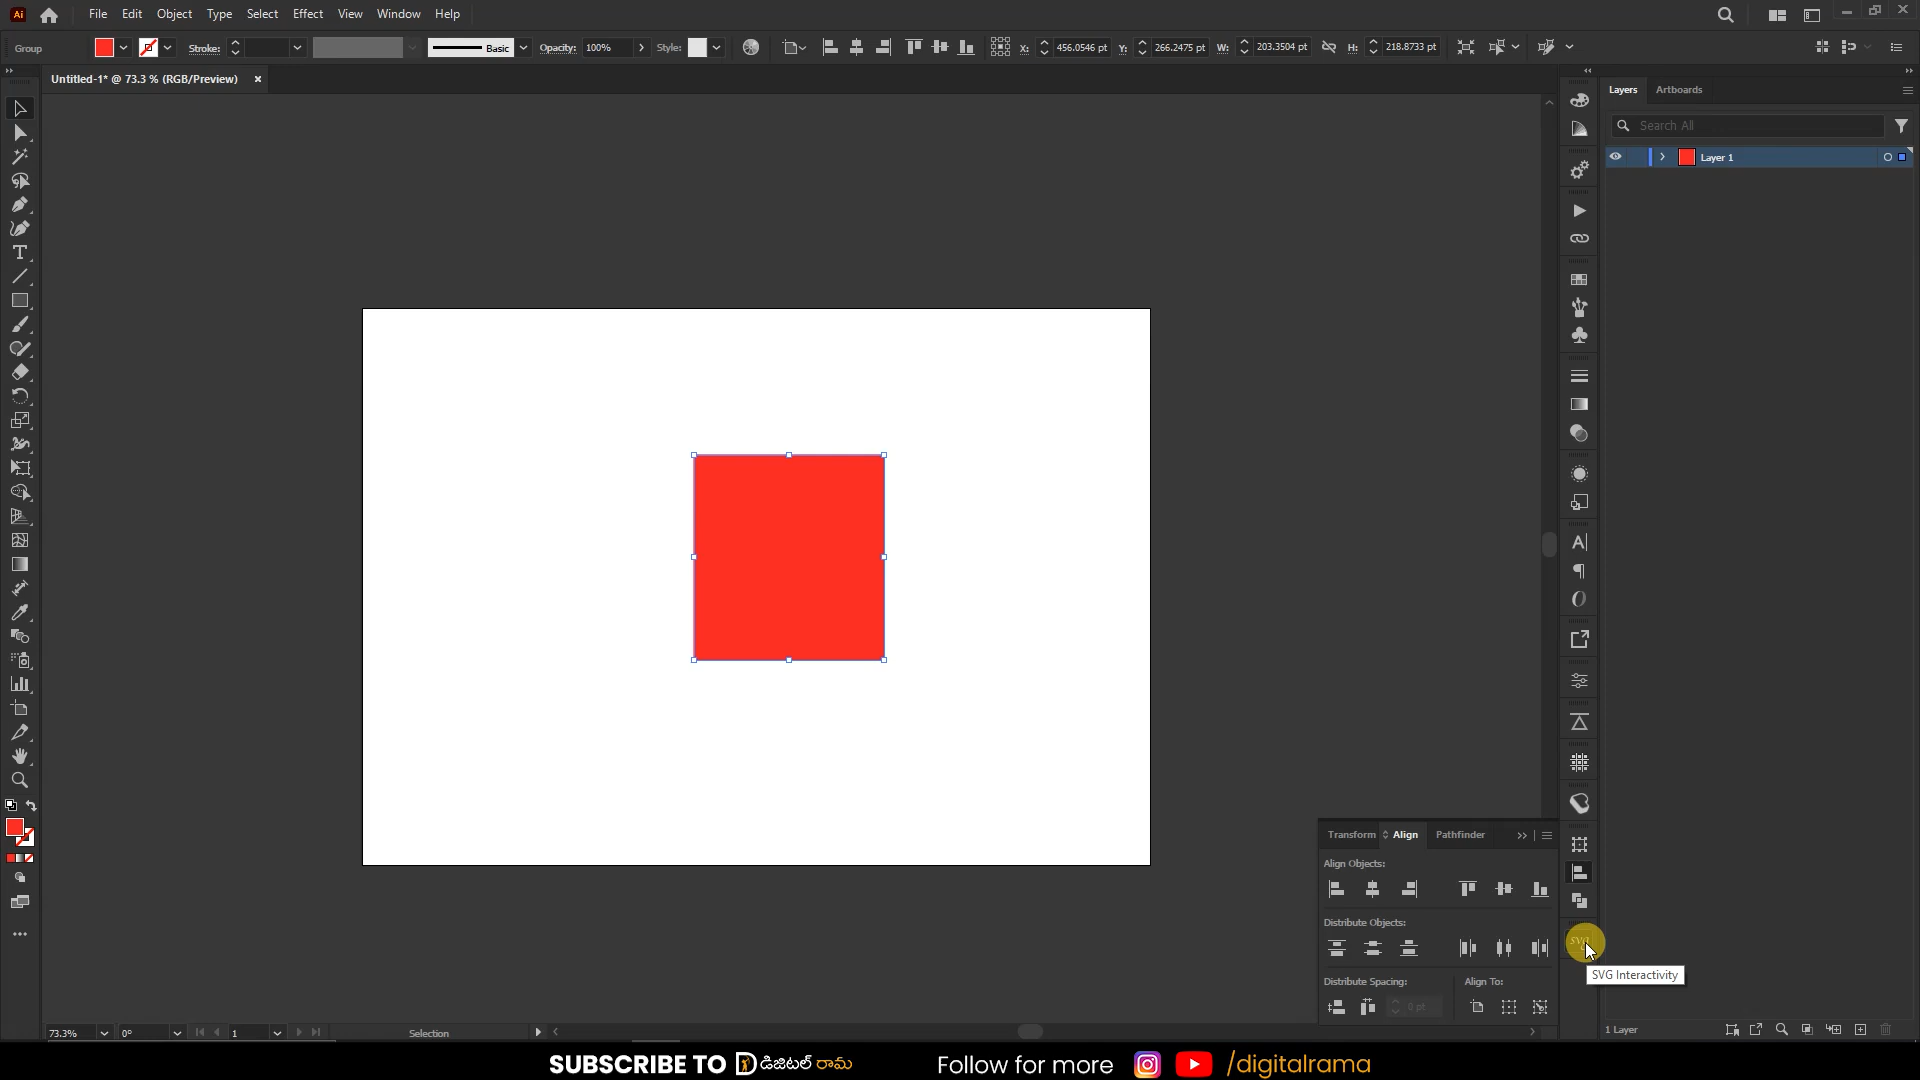 Ai File Edit Object Type Select Effect View Window Help
Group Stroke: Basic Opacity: 100% Style: X: 456.0546 pt Y: 266.2475 pt W: 203.3504 pt H: 218.8733 pt
Untitled-1* @ 73.3 % (RGB/Preview)
Layers Artboards
Search All
Layer 1
Transform Align Pathfinder
Align Objects:
Distribute Objects:
SVG Interactivity
Distribute Spacing: Align To:
0 pt
73.3% 0° 1 Selection
1 Layer
SUBSCRIBE TO డిజిటల్ రామ Follow for more /digitalrama